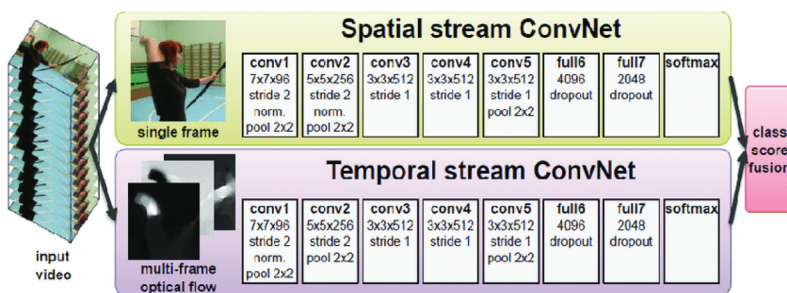 Spatial stream ConvNet
conv1
7x7x96
stride 2
norm.
pool 2x2
conv2
5x5x256
stride 2
norm.
pool 2x2
conv3
3x3x512
stride 1
conv4
3x3x512
stride 1
conv5
3x3x512
stride 1
pool 2x2
full6
4096
dropout
full7
2048
dropout
softmax
single frame
Temporal stream ConvNet
conv1
7x7x96
stride 2
norm.
pool 2x2
conv2
5x5x256
stride 2
pool 2x2
conv3
3x3x512
stride 1
conv4
3x3x512
stride 1
conv5
3x3x512
stride 1
pool 2x2
full6
4096
dropout
full7
2048
dropout
softmax
input
video
multi-frame
optical flow
class
score
fusion